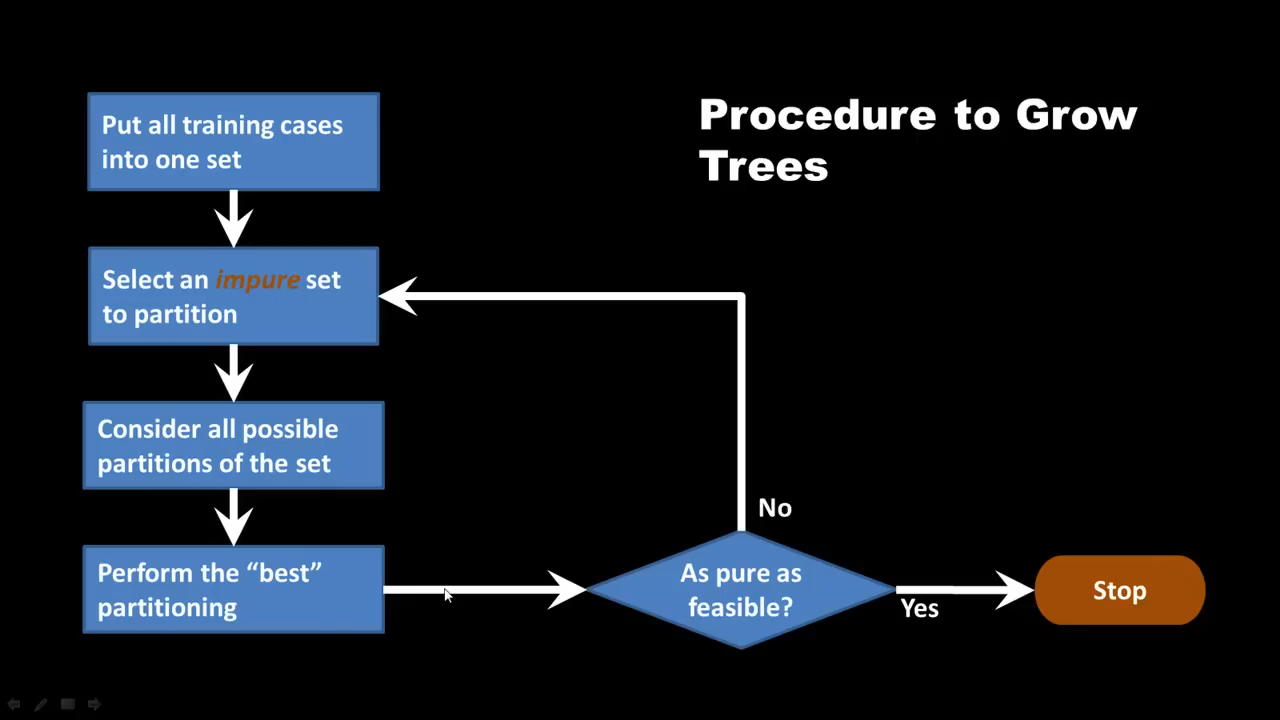 Procedure to Grow
Trees
Put all training cases
into one set
Select an impure set
to partition
Consider all possible
partitions of the set
Perform the “best”
partitioning
As pure as
feasible?
No
Yes
Stop